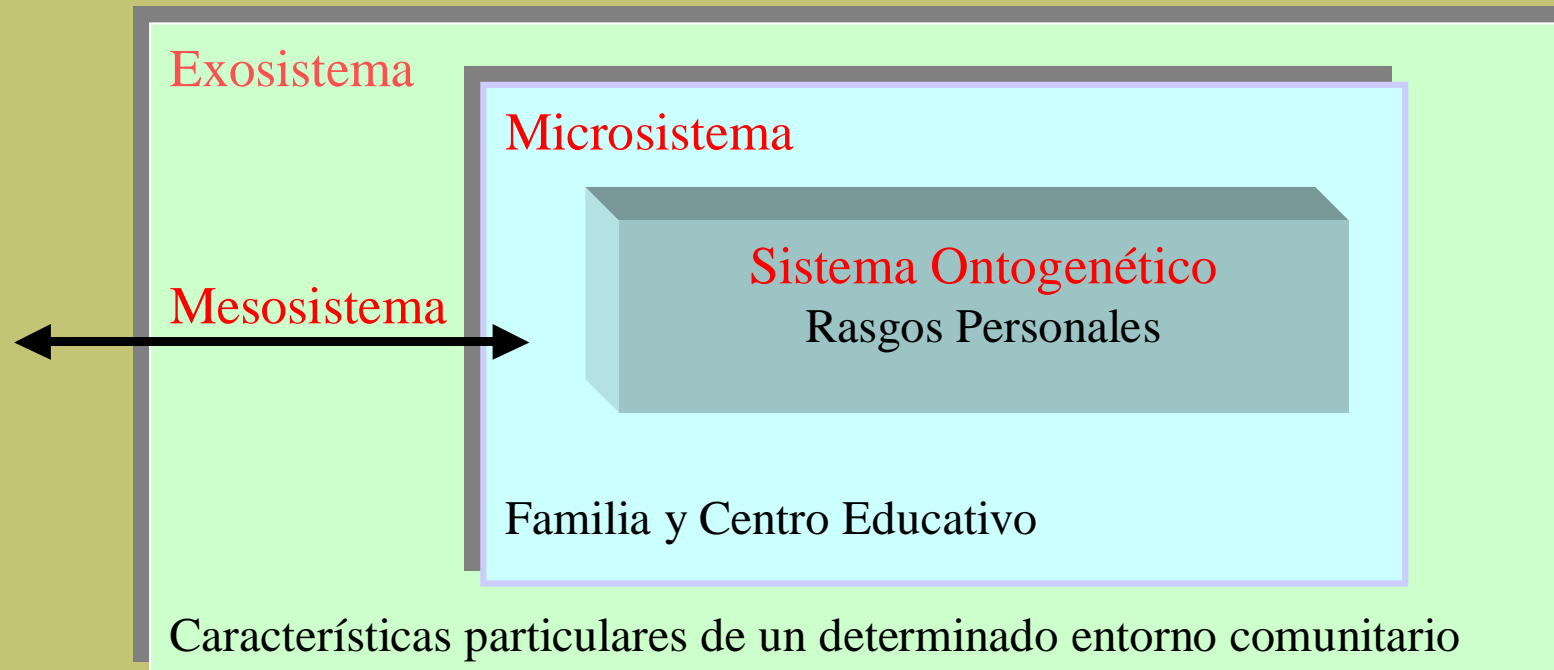 Exosistema
Microsistema
Sistema Ontogenético
Rasgos Personales
Mesosistema
Familia y Centro Educativo
Características particulares de un determinado entorno comunitario